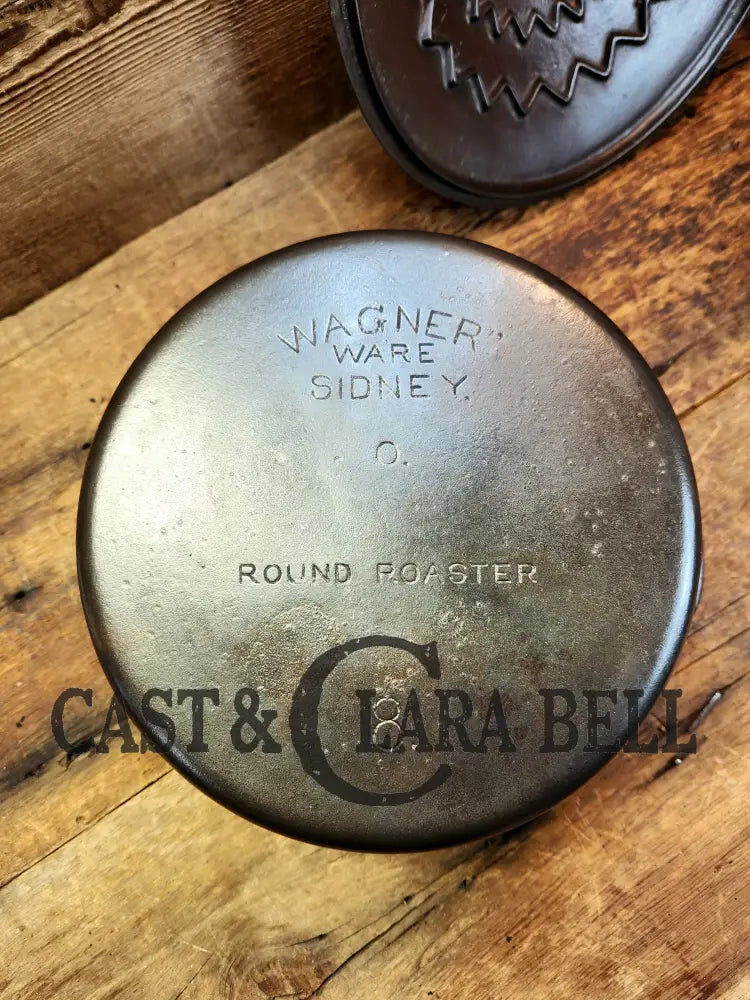 "WAGNER"
WARE
SIDNEY.
O.
ROUND ROASTER
8
CAST & CLARA BELL